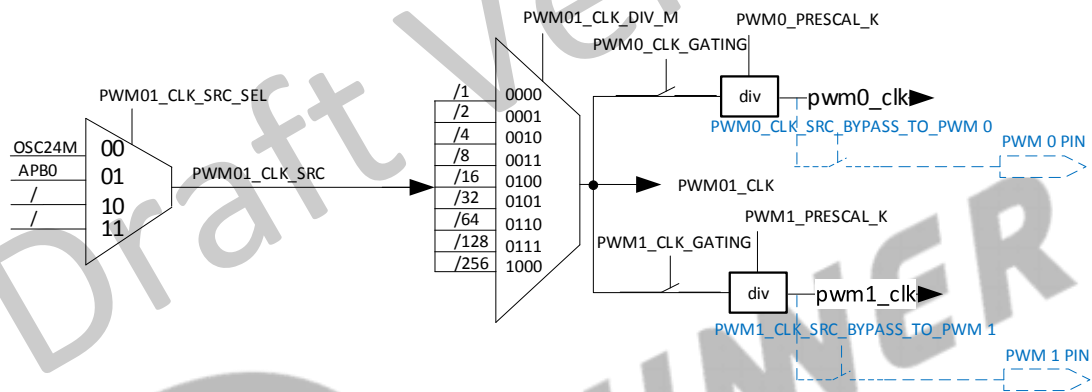 PWM01_CLK_DIV_M
PWM0_PRESCAL_K
PWM0_CLK_GATING
PWM01_CLK_SRC_SEL
/1 0000
/2 0001
/4 0010
/8 0011
/16 0100
/32 0101
/64 0110
/128 0111
/256 1000
div
pwm0_clk
PWM0_CLK_SRC_BYPASS_TO_PWM 0
PWM 0 PIN
OSC24M 00
APB0 01
/ 10
/ 11
PWM01_CLK_SRC
PWM01_CLK
PWM1_PRESCAL_K
PWM1_CLK_GATING
div
pwm1_clk
PWM1_CLK_SRC_BYPASS_TO_PWM 1
PWM 1 PIN
Draft Ver